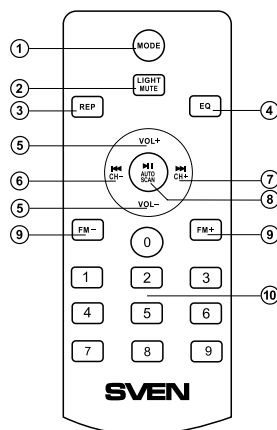 ① MODE
② LIGHT MUTE
③ REP EQ ④
⑤ VOL+
⑥ ⏮ CH− ⏯ AUTO SCAN ⏭ CH+ ⑦
⑧
⑤ VOL−
⑨ FM− FM+ ⑨
0
1 2 3
⑩
4 5 6
7 8 9
SVEN